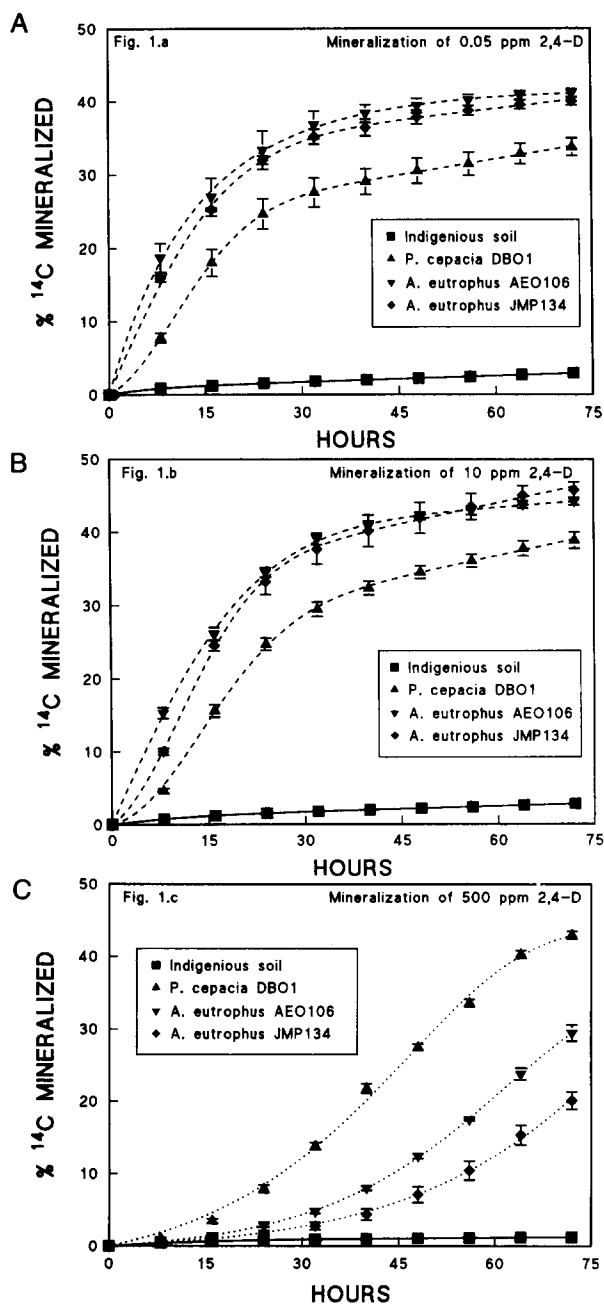 A
Fig. 1.a
Mineralization of 0.05 ppm 2,4-D
50
40
30
20
10
0
% ¹⁴C MINERALIZED
Indigenious soil
P. cepacia DBO1
A. eutrophus AEO106
A. eutrophus JMP134
0 15 30 45 60 75
HOURS
B
Fig. 1.b
Mineralization of 10 ppm 2,4-D
50
40
30
20
10
0
% ¹⁴C MINERALIZED
Indigenious soil
P. cepacia DBO1
A. eutrophus AEO106
A. eutrophus JMP134
0 15 30 45 60 75
HOURS
C
Fig. 1.c
Mineralization of 500 ppm 2,4-D
50
40
30
20
10
0
% ¹⁴C MINERALIZED
Indigenious soil
P. cepacia DBO1
A. eutrophus AEO106
A. eutrophus JMP134
0 15 30 45 60 75
HOURS